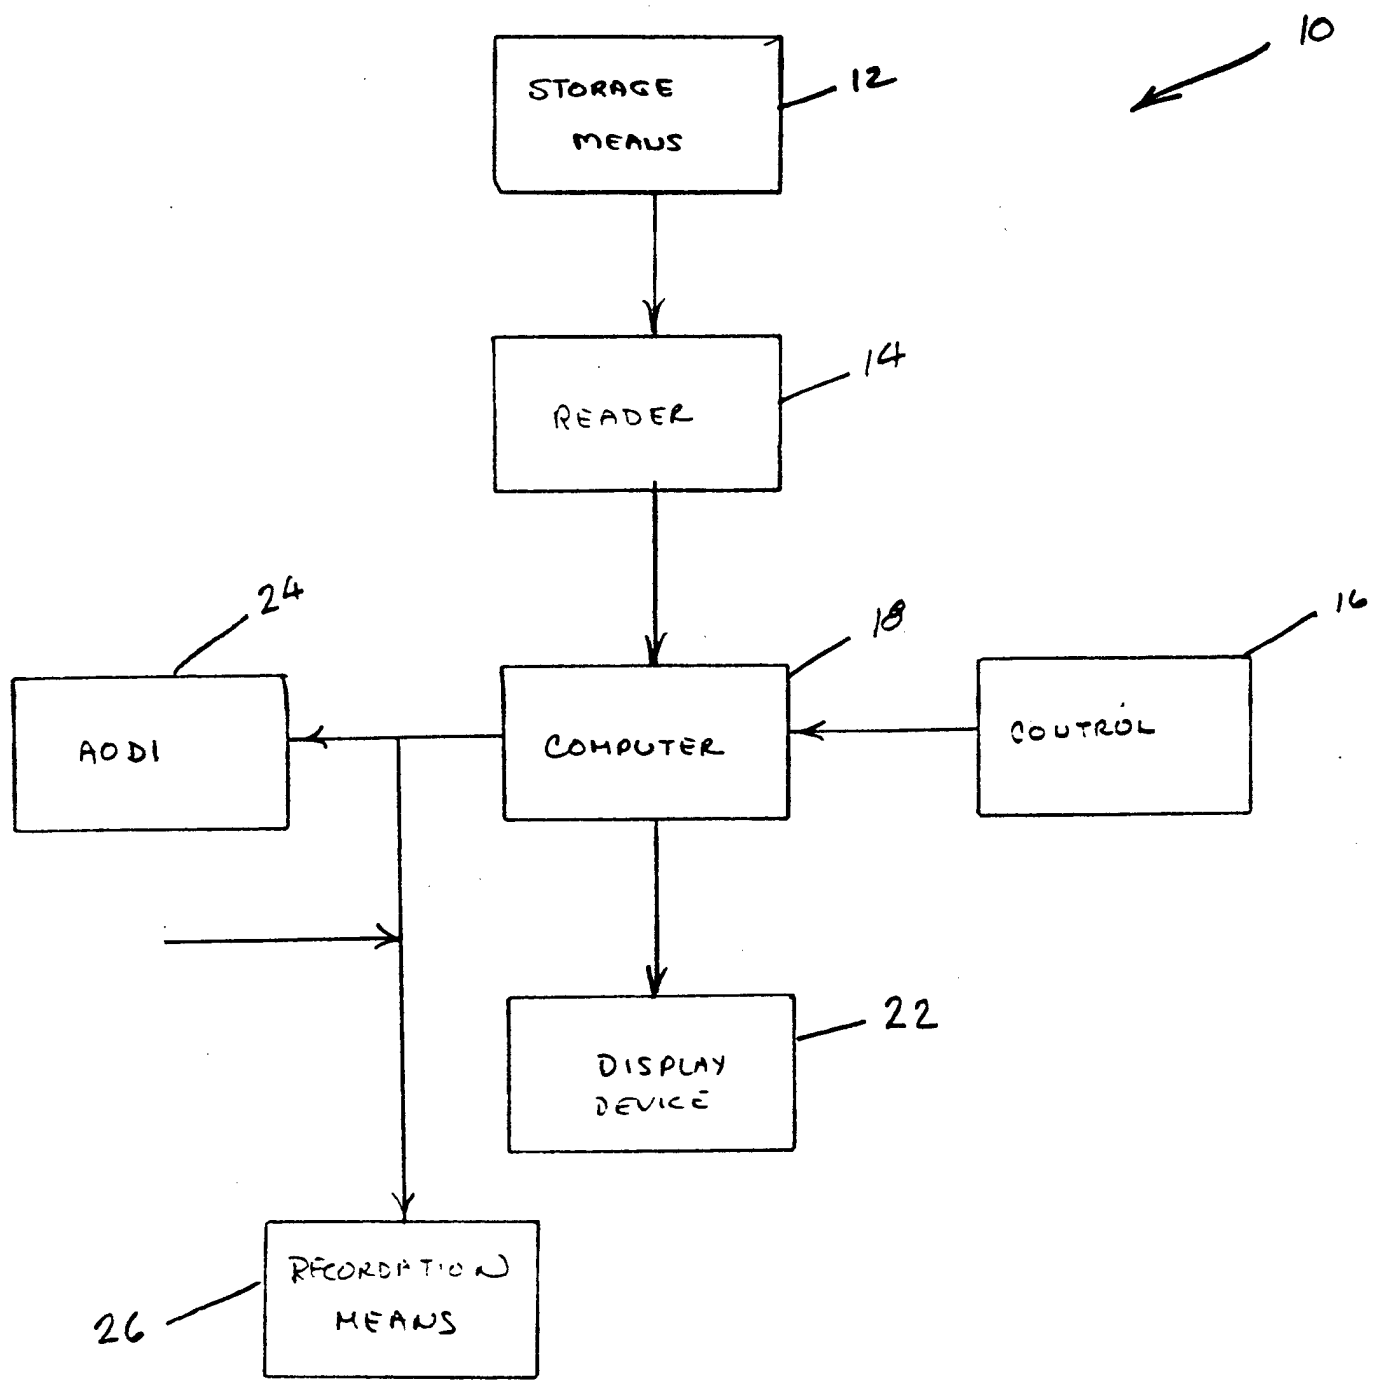 10
STORAGE
MEANS
12
READER
14
24
18
16
AODI
COMPUTER
CONTROL
22
DISPLAY
DEVICE
RECORDATION
MEANS
26